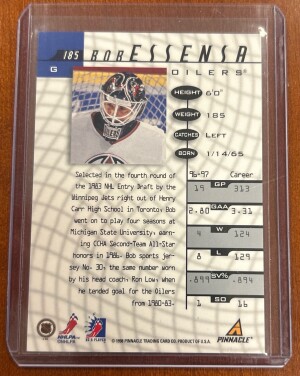 185 BOB ESSENSA
G OILERS
HEIGHT 6'0"
WEIGHT 185
CATCHES LEFT
BORN 1/14/65
Selected in the fourth round of
the 1983 NHL Entry Draft by the
Winnipeg Jets right out of Henry
Carr High School in Toronto, Bob
went on to play four seasons at
Michigan State University, earn-
ing CCHA Second-Team All-Star
honors in 1986. Bob sports jer-
sey No. 30, the same number worn
by his head coach, Ron Low, when
he tended goal for the Oilers
from 1980-83.
96-97 Career
19 GP 313
2.80 GAA 3.31
4 W 124
8 L 129
.899 SV% .894
1 SO 16
© 1998 PINNACLE TRADING CARD CO. PRODUCT OF U.S.A.
PINNACLE